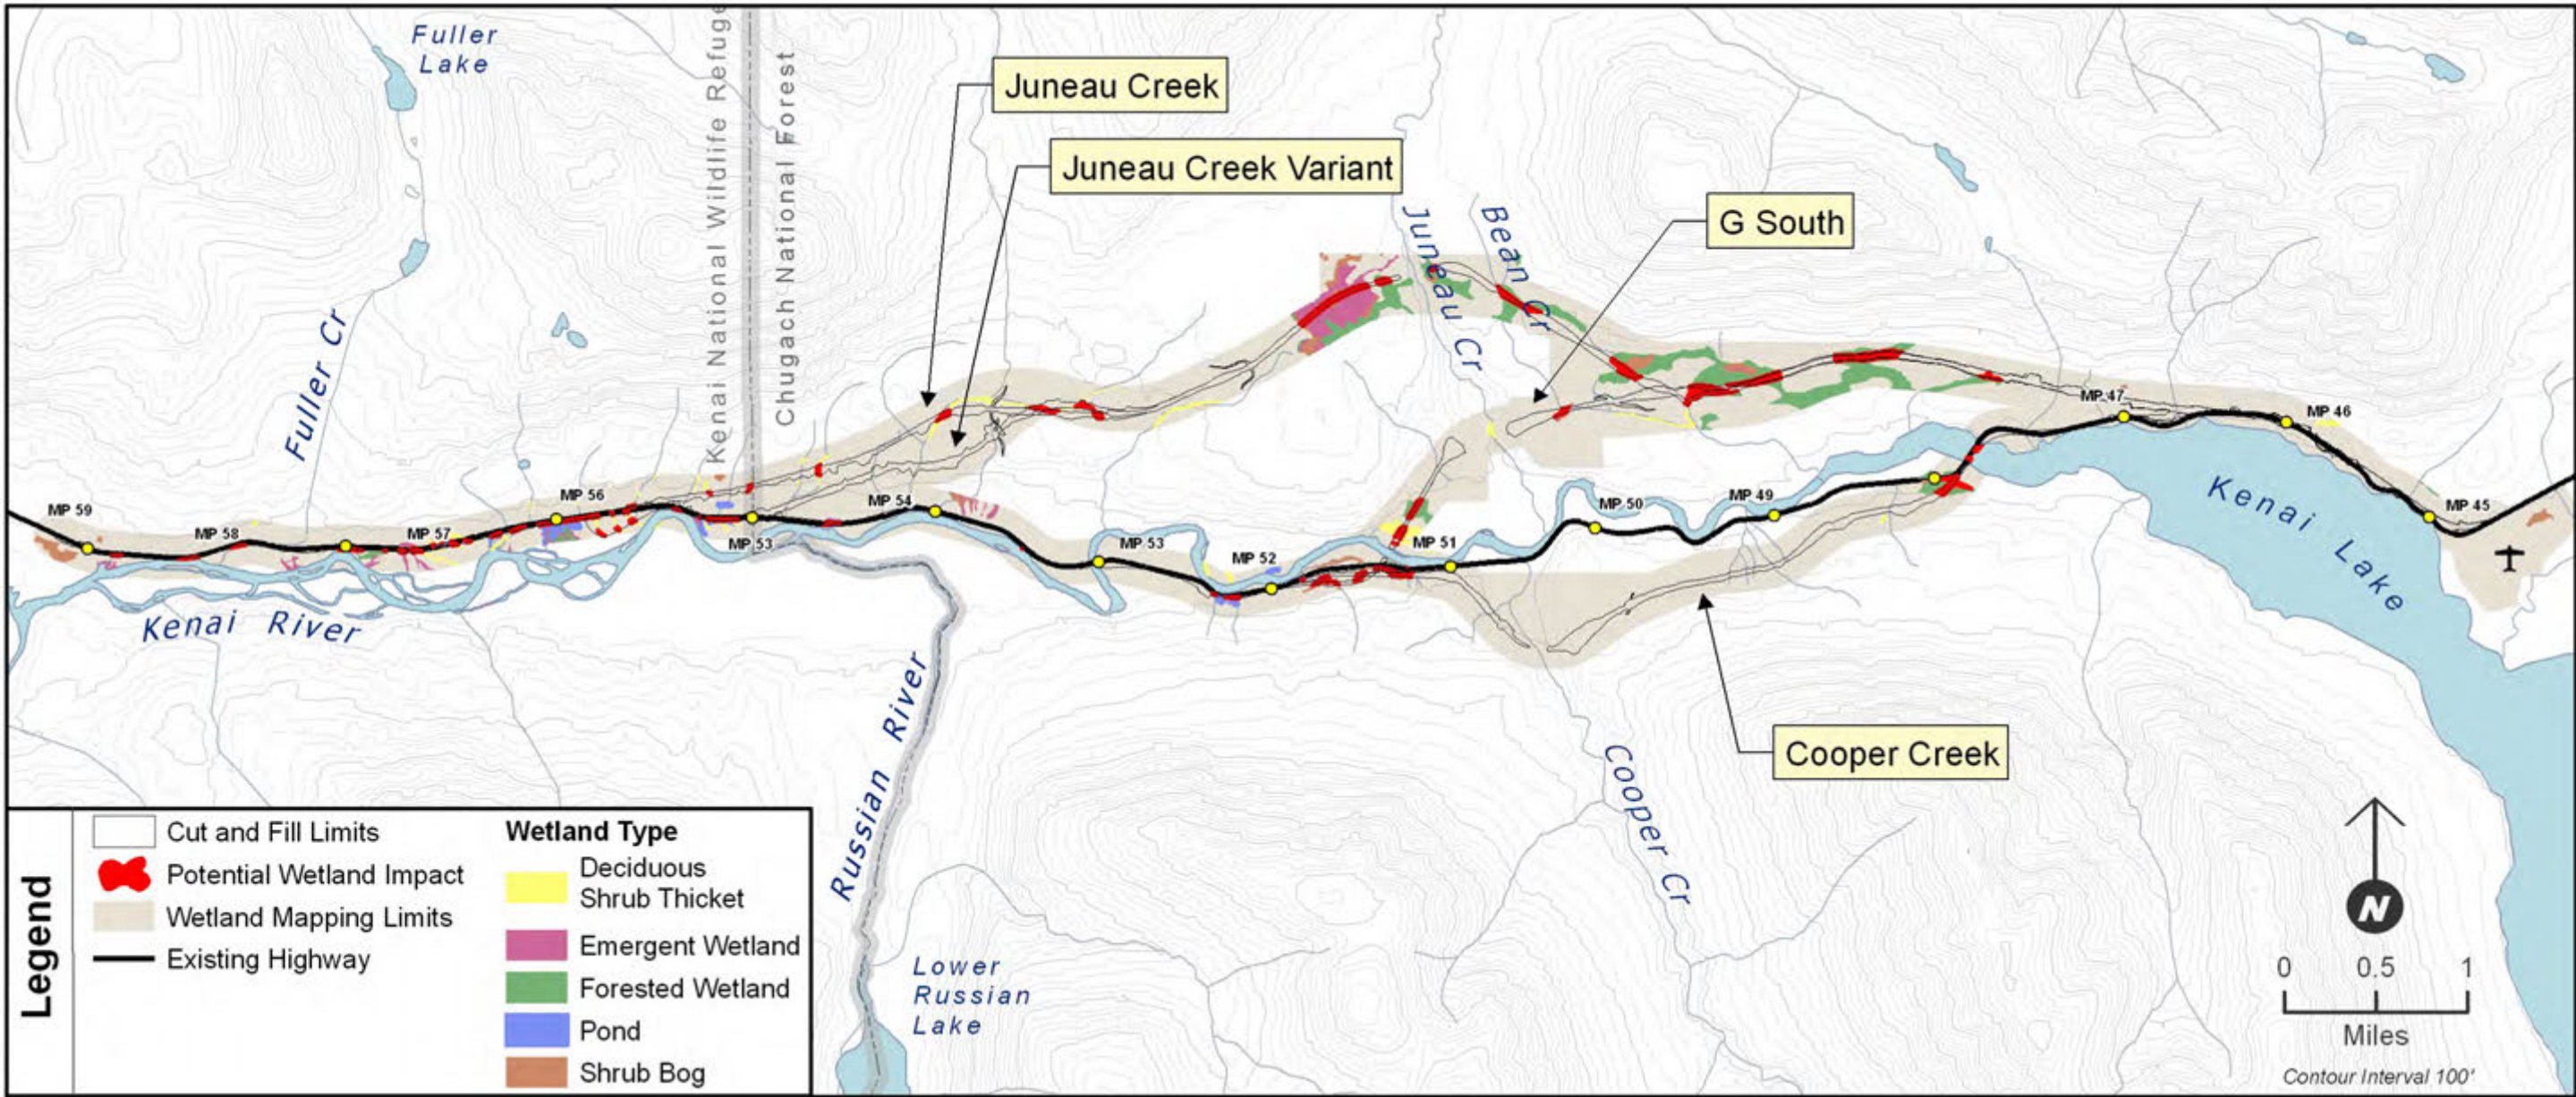 Fuller
Lake
Kenai National Wildlife Refuge
Chugach National Forest
Juneau Creek
Juneau Creek Variant
G South
Juneau Cr
Bean Cr
Fuller Cr
MP 59
MP 58
MP 57
MP 56
MP 53
MP 54
MP 53
MP 52
MP 51
MP 50
MP 49
MP 47
MP 46
MP 45
Kenai River
Kenai Lake
Russian River
Cooper Creek
Cooper Cr
Lower
Russian
Lake
Legend
Cut and Fill Limits
Potential Wetland Impact
Wetland Mapping Limits
Existing Highway
Wetland Type
Deciduous
Shrub Thicket
Emergent Wetland
Forested Wetland
Pond
Shrub Bog
N
0 0.5 1
Miles
Contour Interval 100'